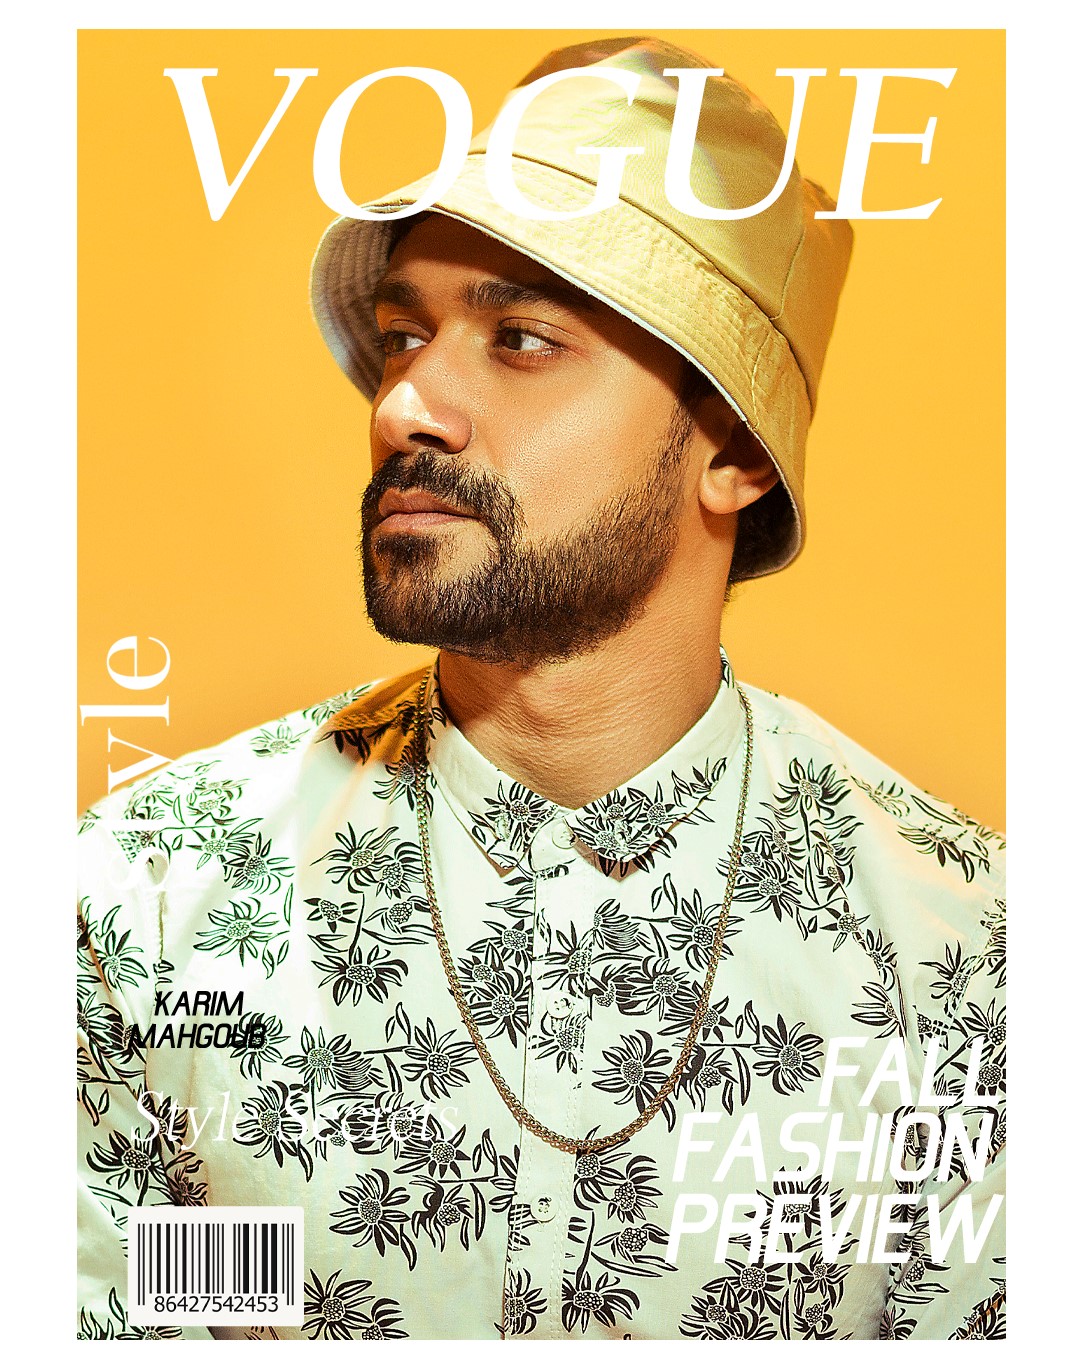 VOGUE
Style
KARIM
MAHGOUB
Style Secrets
FALL
FASHION
PREVIEW
86427542453